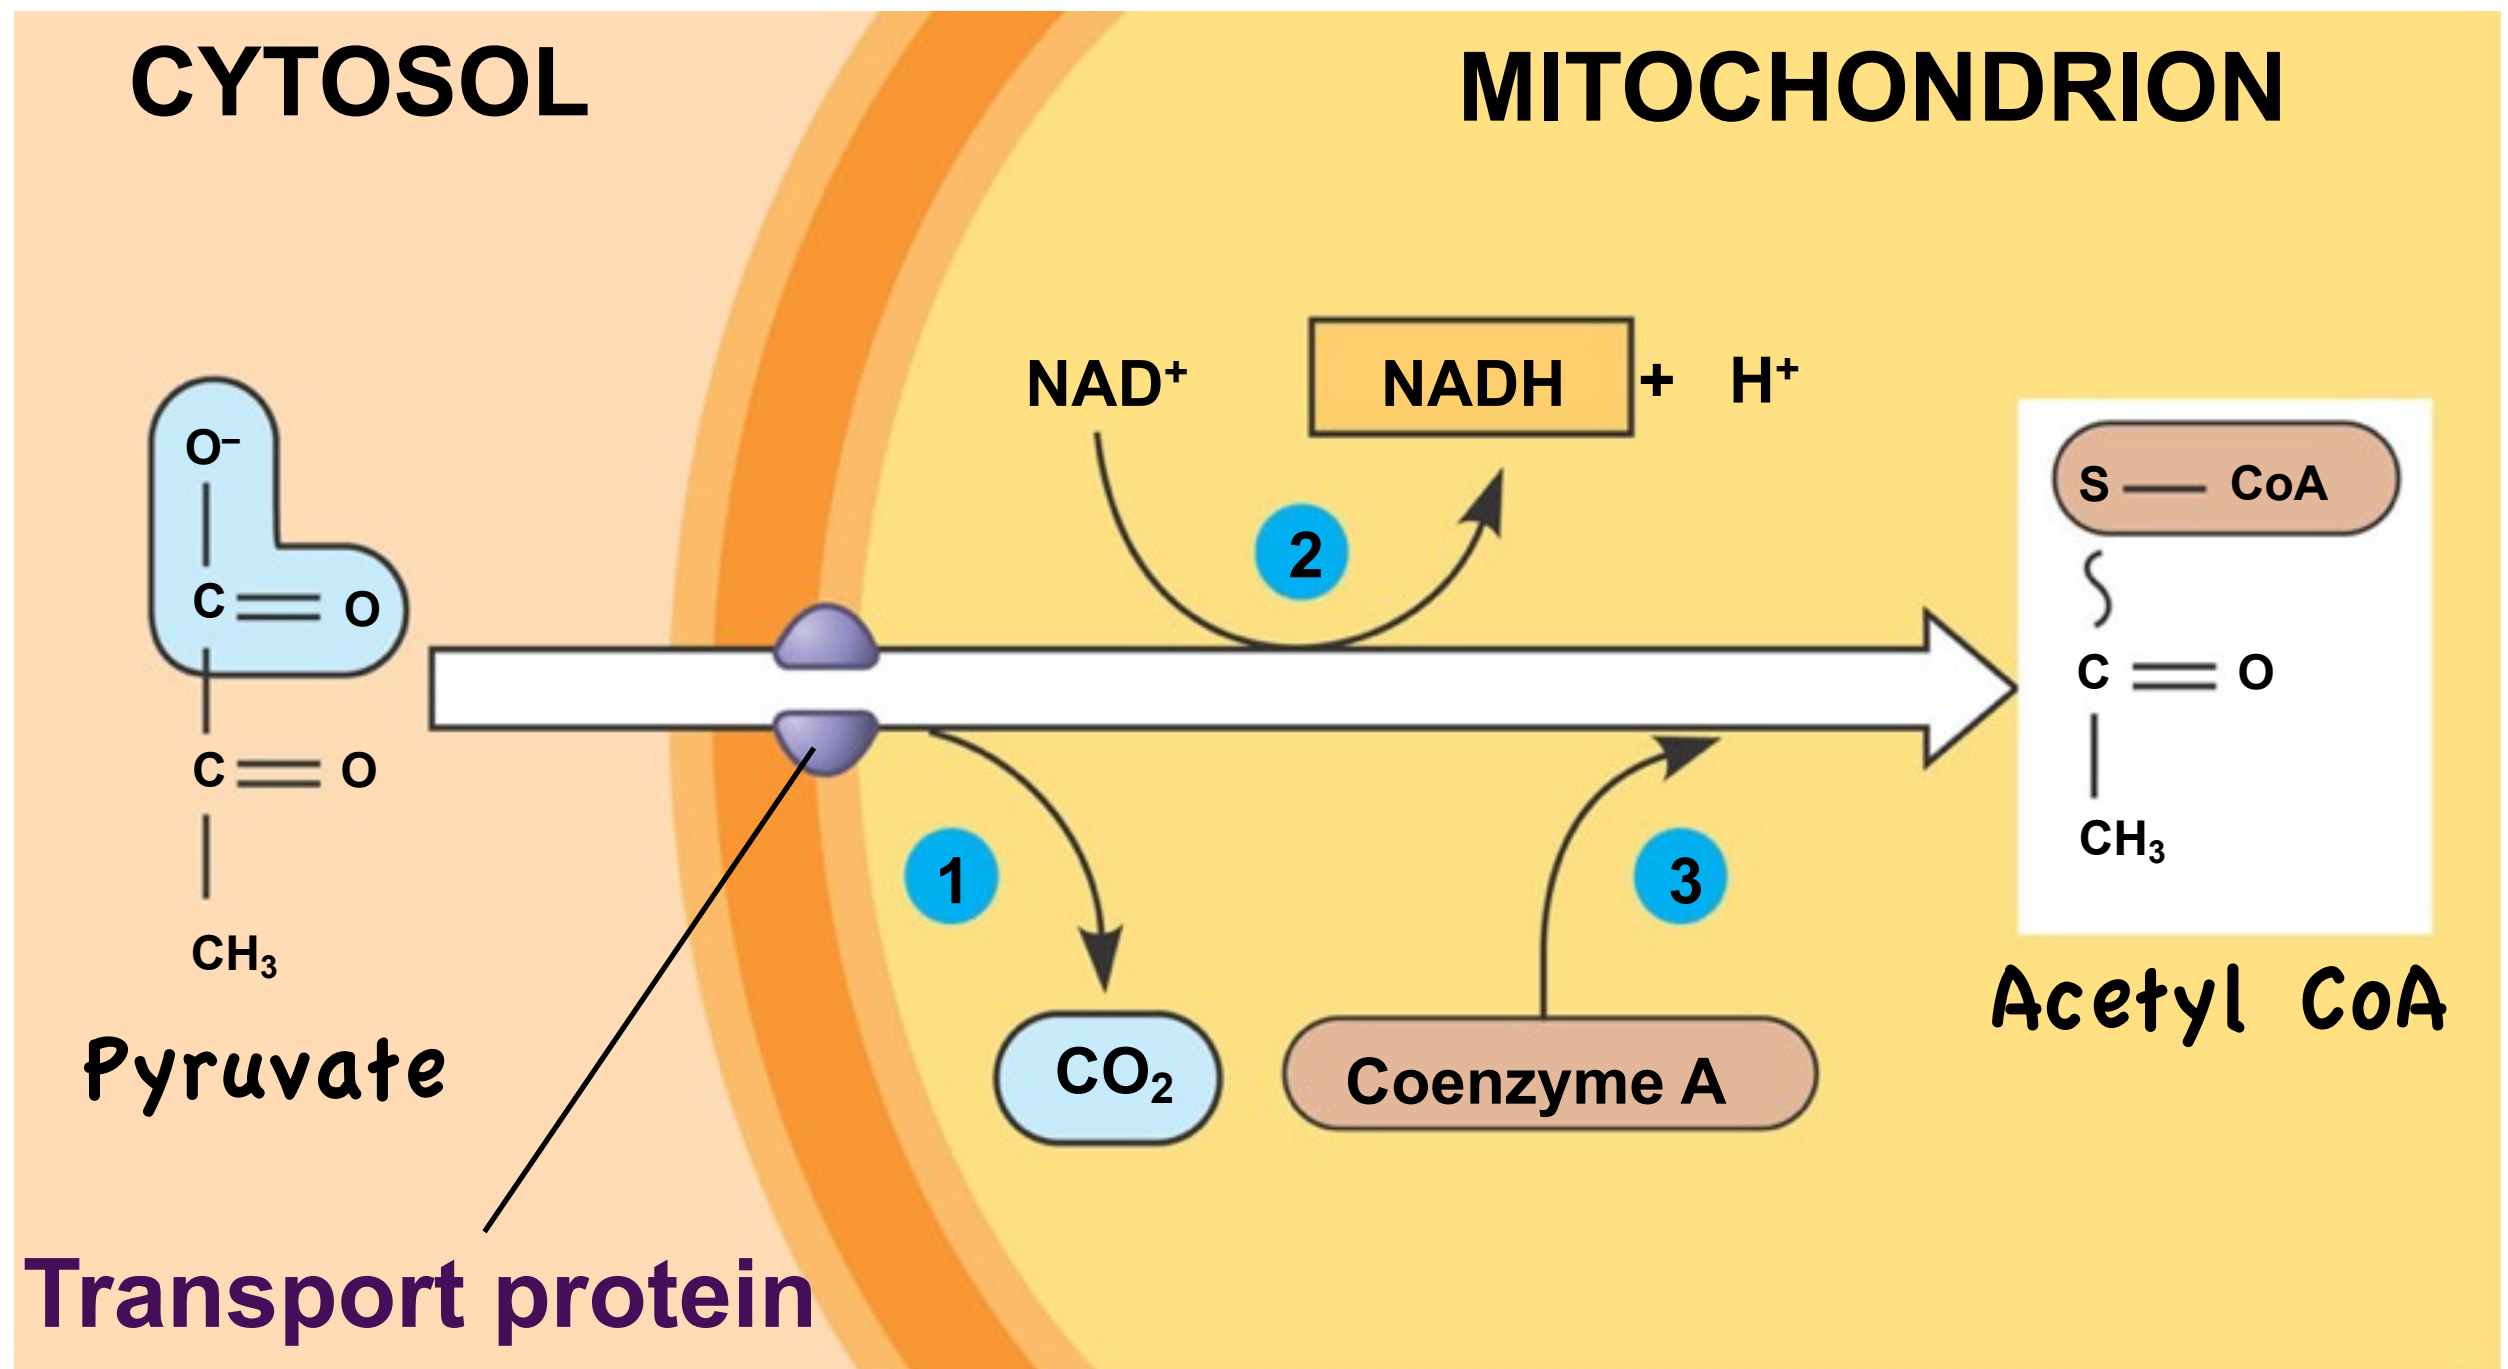 CYTOSOL
MITOCHONDRION
NAD⁺
NADH
+ H⁺
O⁻
C O
C O
CH₃
Pyruvate
2
1
3
CO₂
Coenzyme A
S CoA
C O
CH₃
Acetyl CoA
Transport protein